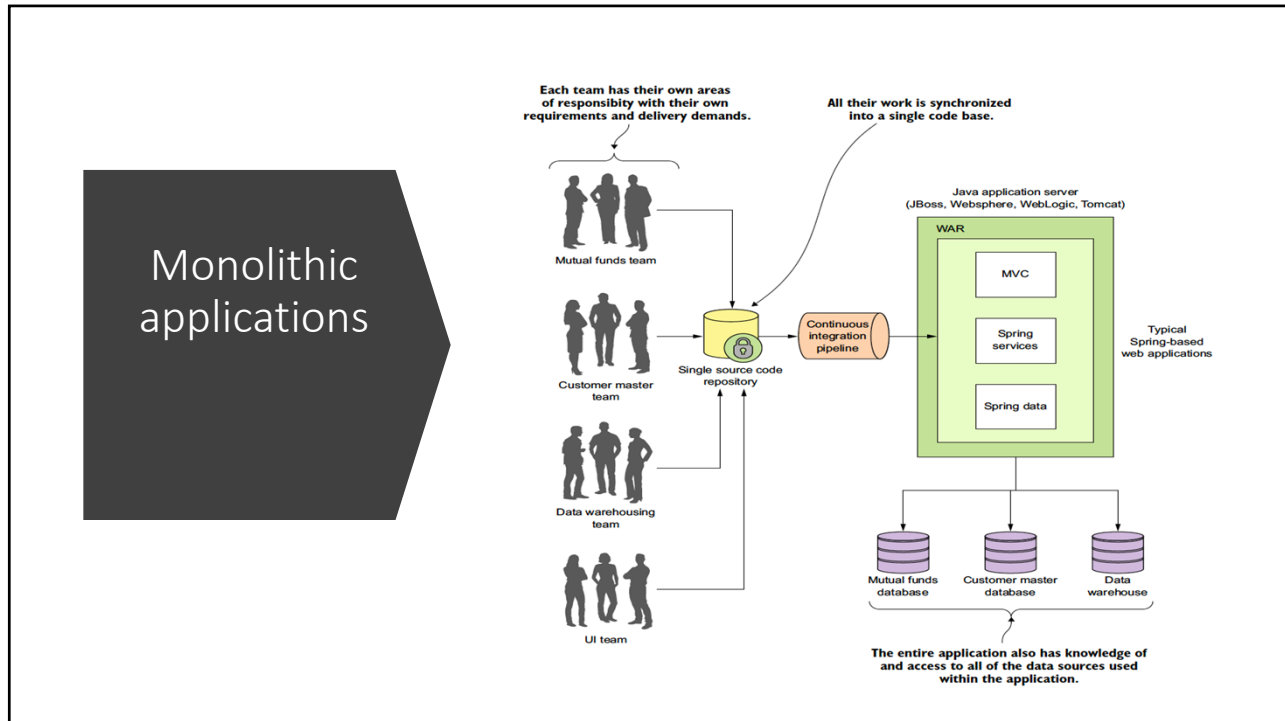 Monolithic
applications
Each team has their own areas
of responsibity with their own
requirements and delivery demands.
All their work is synchronized
into a single code base.
Mutual funds team
Customer master
team
Data warehousing
team
UI team
Single source code
repository
Continuous
integration
pipeline
Java application server
(JBoss, Websphere, WebLogic, Tomcat)
WAR
MVC
Spring
services
Spring data
Typical
Spring-based
web applications
Mutual funds
database
Customer master
database
Data
warehouse
The entire application also has knowledge of
and access to all of the data sources used
within the application.